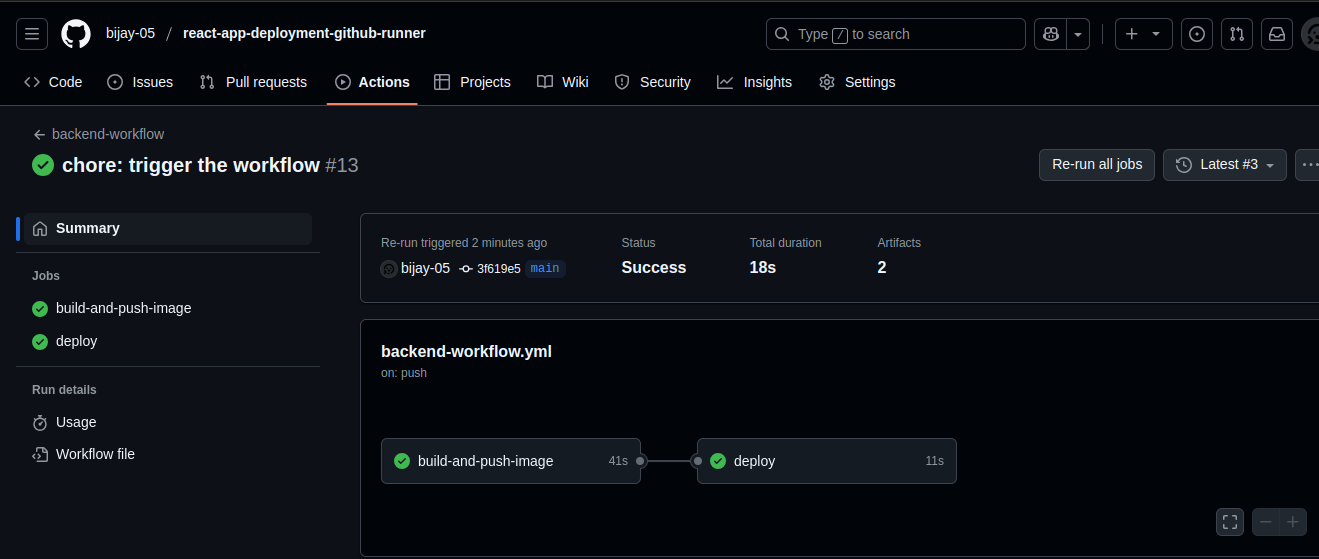 bijay-05 / react-app-deployment-github-runner
Type / to search
Code Issues Pull requests Actions Projects Wiki Security Insights Settings
backend-workflow
chore: trigger the workflow #13
Re-run all jobs
Latest #3
Summary
Jobs
build-and-push-image
deploy
Run details
Usage
Workflow file
Re-run triggered 2 minutes ago
bijay-05 3f619e5 main
Status
Success
Total duration
18s
Artifacts
2
backend-workflow.yml
on: push
build-and-push-image 41s
deploy 11s